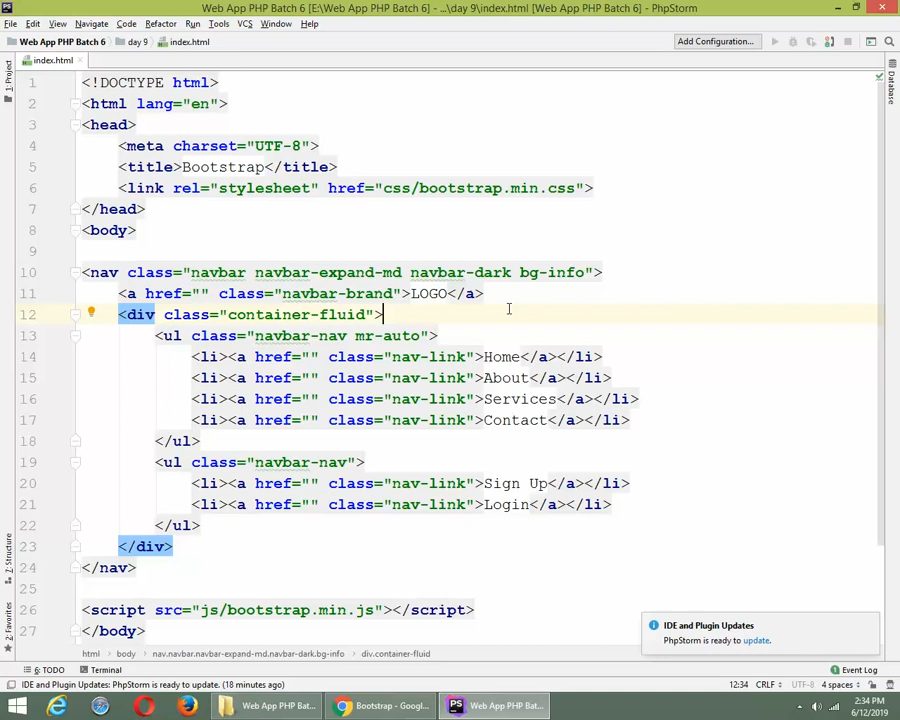 Web App PHP Batch 6 [E:\Web App PHP Batch 6] - ...\day 9\index.html [Web App PHP Batch 6] - PhpStorm
File Edit View Navigate Code Refactor Run Tools VCS Window Help
Web App PHP Batch 6 day 9 index.html Add Configuration...
index.html
1: Project
Database
1 <!DOCTYPE html>
2 <html lang="en">
3 <head>
4 <meta charset="UTF-8">
5 <title>Bootstrap</title>
6 <link rel="stylesheet" href="css/bootstrap.min.css">
7 </head>
8 <body>
9
10 <nav class="navbar navbar-expand-md navbar-dark bg-info">
11 <a href="" class="navbar-brand">LOGO</a>
12 <div class="container-fluid">
13 <ul class="navbar-nav mr-auto">
14 <li><a href="" class="nav-link">Home</a></li>
15 <li><a href="" class="nav-link">About</a></li>
16 <li><a href="" class="nav-link">Services</a></li>
17 <li><a href="" class="nav-link">Contact</a></li>
18 </ul>
19 <ul class="navbar-nav">
20 <li><a href="" class="nav-link">Sign Up</a></li>
21 <li><a href="" class="nav-link">Login</a></li>
22 </ul>
23 </div>
24 </nav>
25
26 <script src="js/bootstrap.min.js"></script>
27 </body>
7: Structure
2: Favorites
IDE and Plugin Updates
PhpStorm is ready to update.
html body nav.navbar.navbar-expand-md.navbar-dark.bg-info div.container-fluid
6: TODO Terminal Event Log
IDE and Plugin Updates: PhpStorm is ready to update. (18 minutes ago) 12:34 CRLF UTF-8 4 spaces
Web App PHP Bat... Bootstrap - Googl... Web App PHP Bat... 2:34 PM
6/12/2019